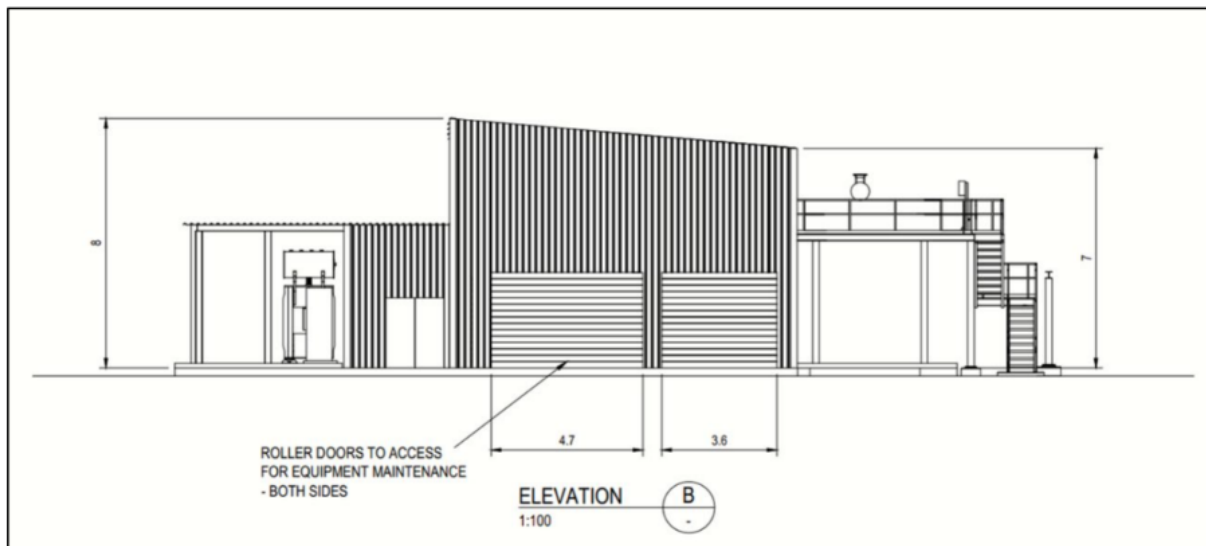 8
7
4.7
3.6
ROLLER DOORS TO ACCESS
FOR EQUIPMENT MAINTENANCE
- BOTH SIDES
ELEVATION
B
1:100
-